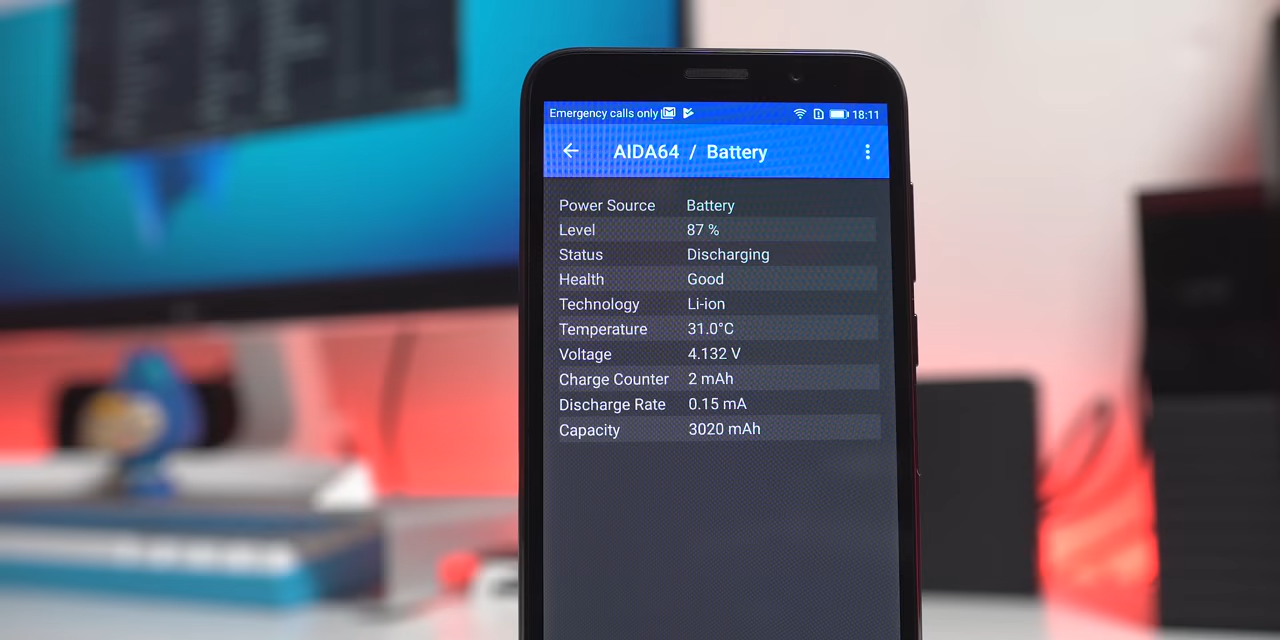 Emergency calls only 18:11
AIDA64 / Battery
Power Source Battery
Level 87 %
Status Discharging
Health Good
Technology Li-ion
Temperature 31.0°C
Voltage 4.132 V
Charge Counter 2 mAh
Discharge Rate 0.15 mA
Capacity 3020 mAh